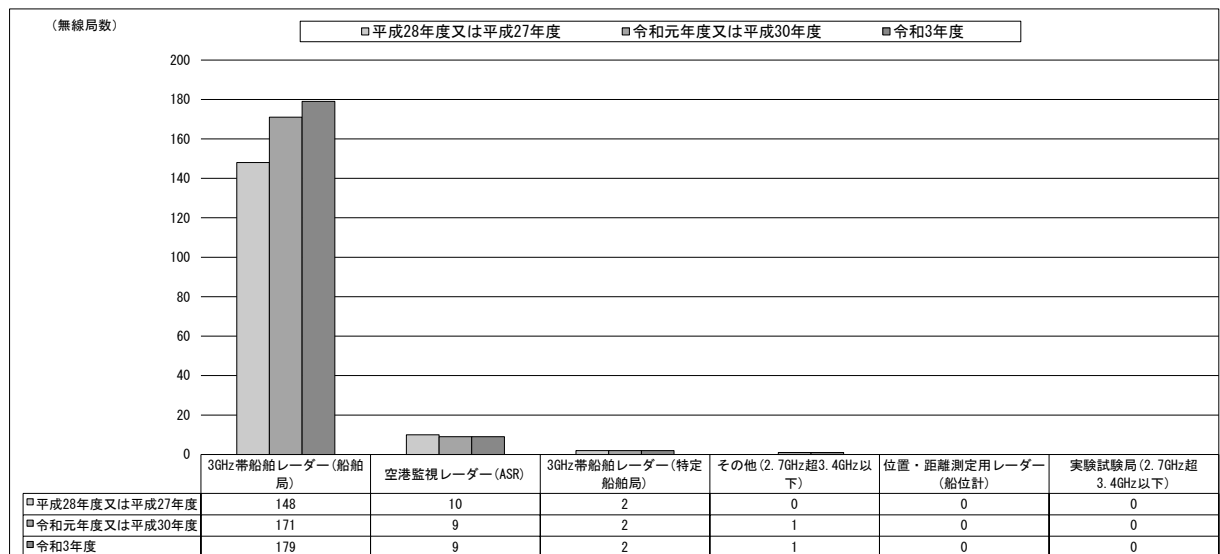 （無線局数）
平成28年度又は平成27年度 令和元年度又は平成30年度 令和3年度
200
180
160
140
120
100
80
60
40
20
0
3GHz帯船舶レーダー(船舶局) 空港監視レーダー(ASR) 3GHz帯船舶レーダー(特定船舶局) その他(2.7GHz超3.4GHz以下) 位置・距離測定用レーダー(船位計) 実験試験局(2.7GHz超3.4GHz以下)
平成28年度又は平成27年度 148 10 2 0 0 0
令和元年度又は平成30年度 171 9 2 1 0 0
令和3年度 179 9 2 1 0 0